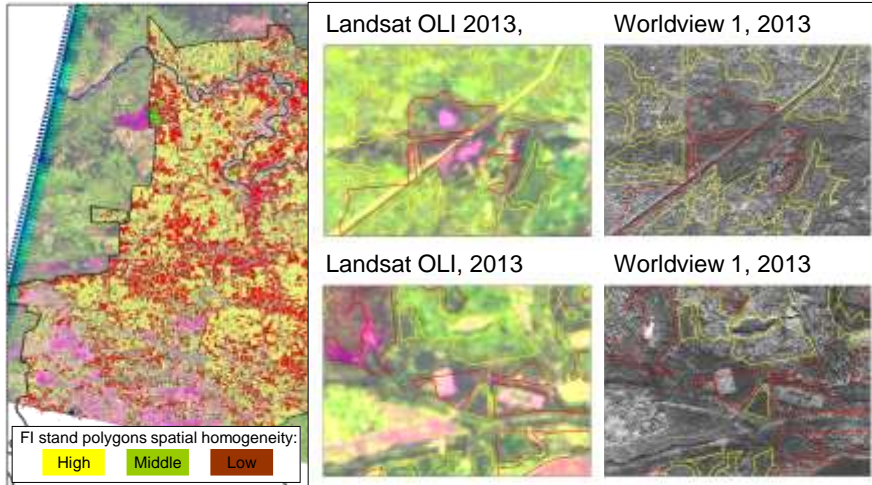 Landsat OLI 2013,
Worldview 1, 2013
Landsat OLI, 2013
Worldview 1, 2013
FI stand polygons spatial homogeneity:
High
Middle
Low